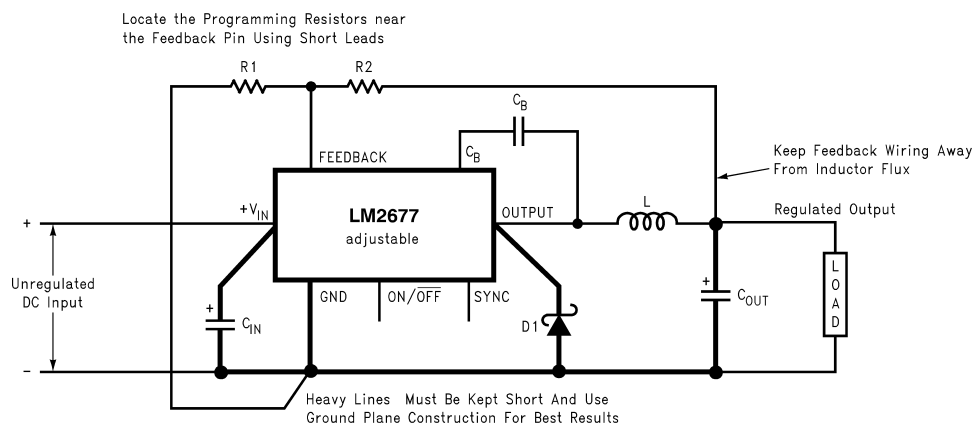 Locate the Programming Resistors near
the Feedback Pin Using Short Leads
R1
R2
C_B
FEEDBACK
C_B
Keep Feedback Wiring Away
From Inductor Flux
+V_IN
LM2677
adjustable
OUTPUT
L
Regulated Output
+
Unregulated
DC Input
−
+
C_IN
GND
ON/O̅F̅F̅
SYNC
D1
+
C_OUT
LOAD
Heavy Lines Must Be Kept Short And Use
Ground Plane Construction For Best Results